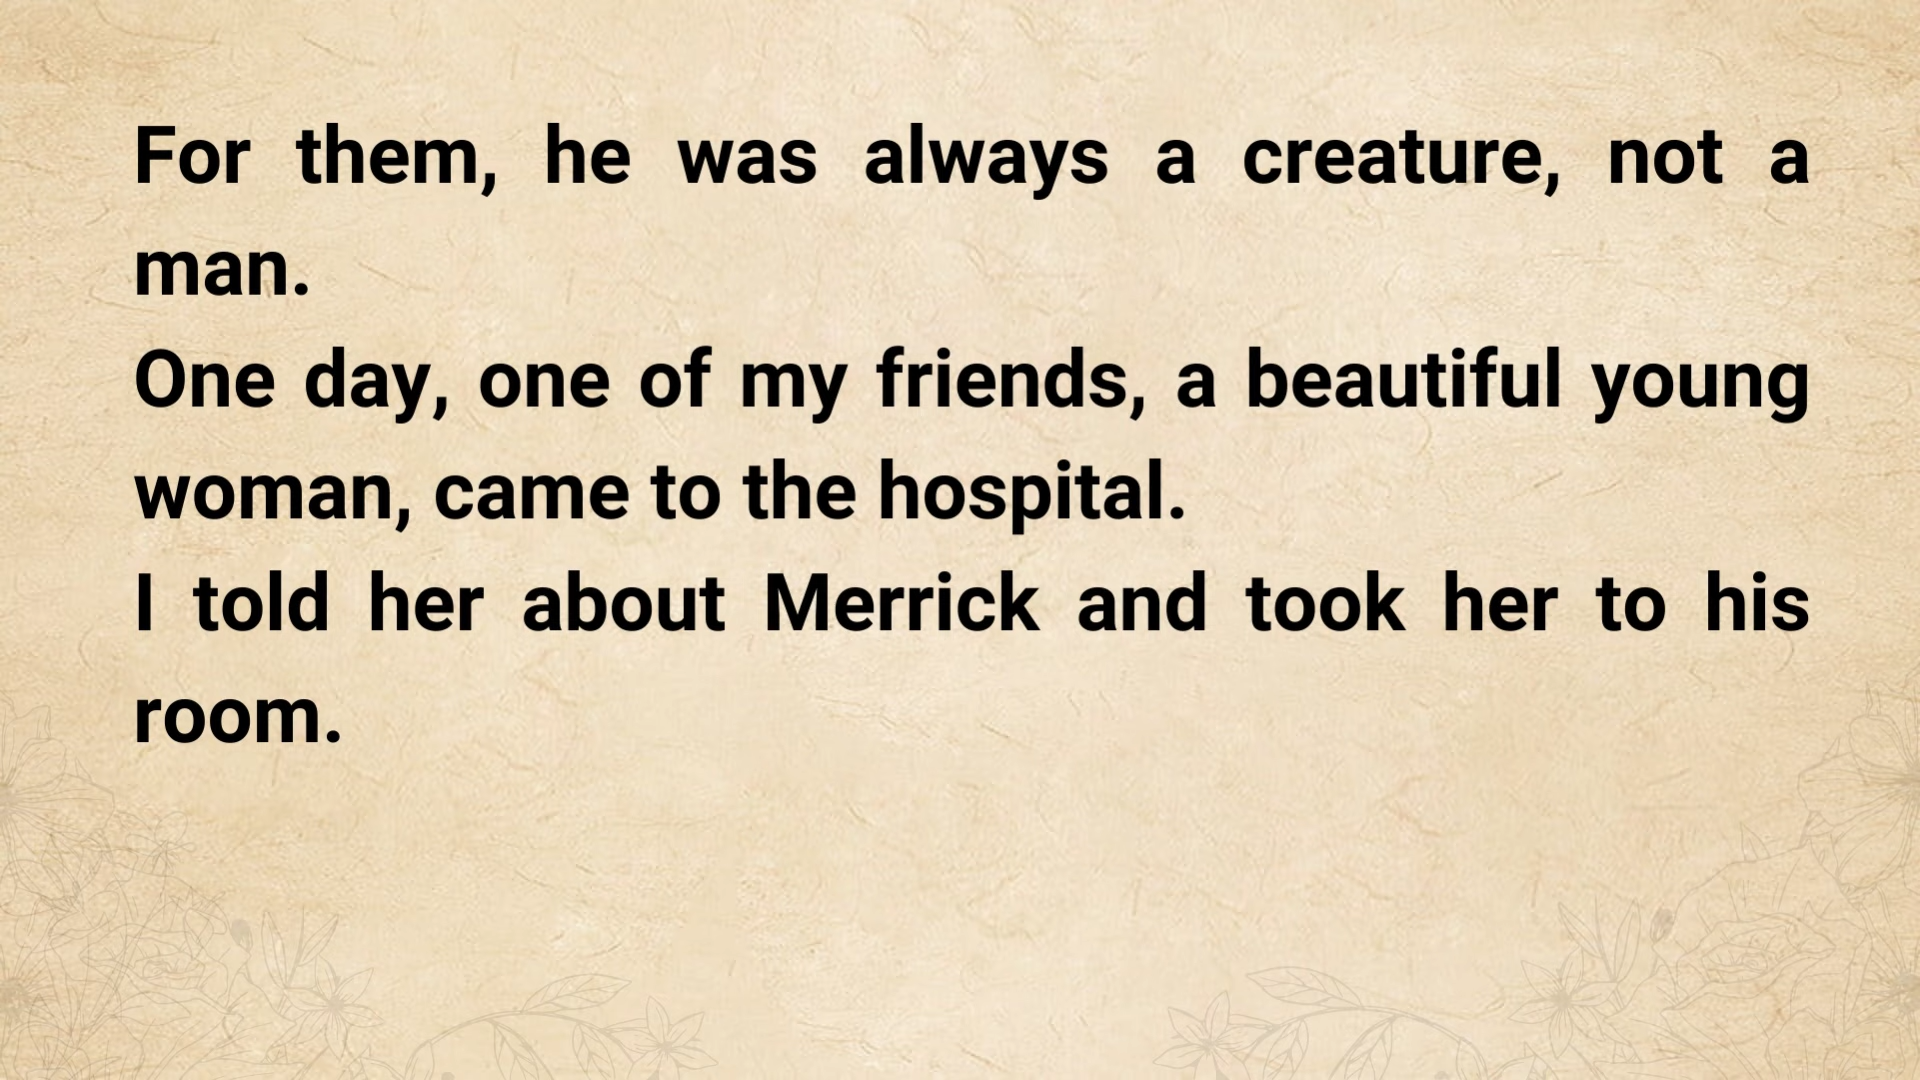 For them, he was always a creature, not a
man.
One day, one of my friends, a beautiful young
woman, came to the hospital.
I told her about Merrick and took her to his
room.